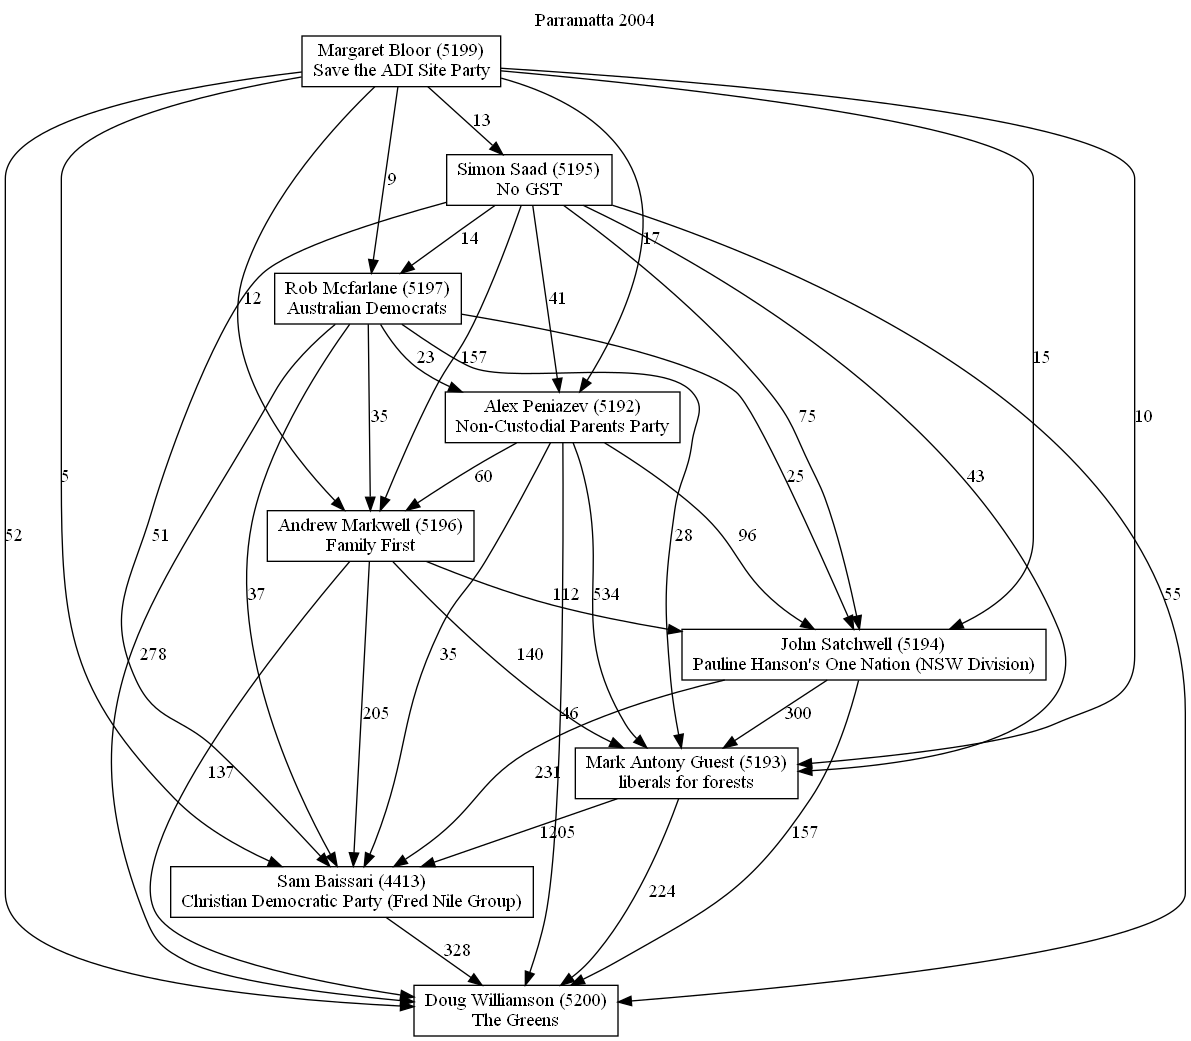 Parramatta 2004
Margaret Bloor (5199)
Save the ADI Site Party
13
Simon Saad (5195)
No GST
9
14
17
Rob Mcfarlane (5197)
Australian Democrats
12
41
23
157
15
Alex Peniazev (5192)
Non-Custodial Parents Party
35
75
10
5
60
25
43
Andrew Markwell (5196)
Family First
52
51
28
96
37
112
534
55
John Satchwell (5194)
Pauline Hanson's One Nation (NSW Division)
278
35
140
205
46
300
Mark Antony Guest (5193)
liberals for forests
137
231
1205
157
Sam Baissari (4413)
Christian Democratic Party (Fred Nile Group)
224
328
Doug Williamson (5200)
The Greens